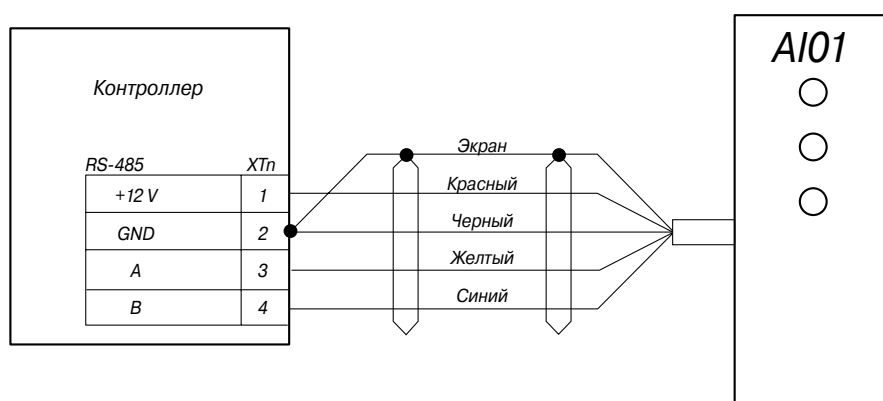 AI01
Контроллер
Экран
RS-485 XTn
Красный
+12 V 1
Черный
GND 2
Желтый
A 3
Синий
B 4